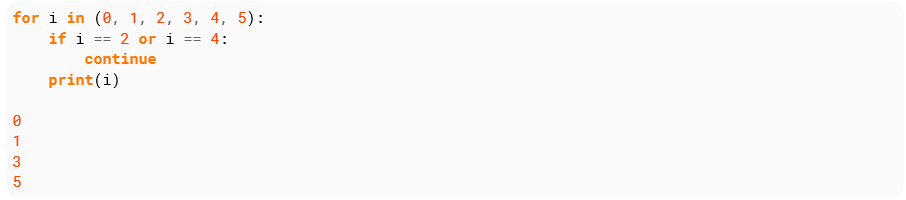 for i in (0, 1, 2, 3, 4, 5):
    if i == 2 or i == 4:
        continue
    print(i)

0
1
3
5